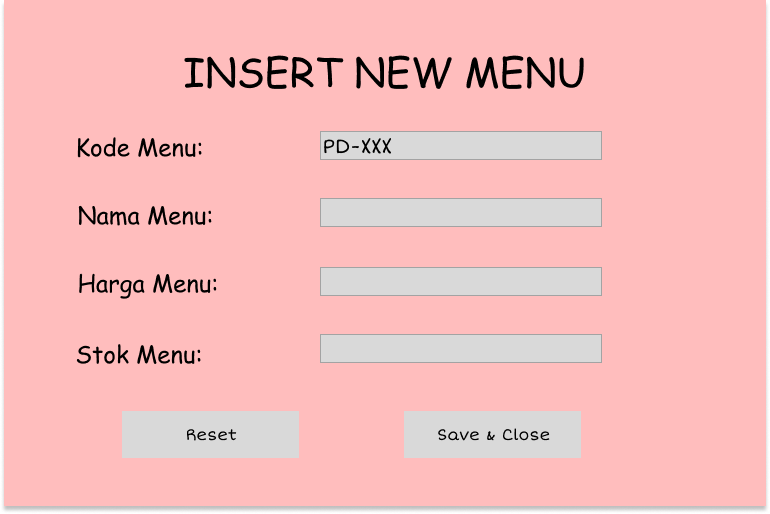 INSERT NEW MENU
Kode Menu: PD-XXX
Nama Menu:
Harga Menu:
Stok Menu:
Reset Save & Close